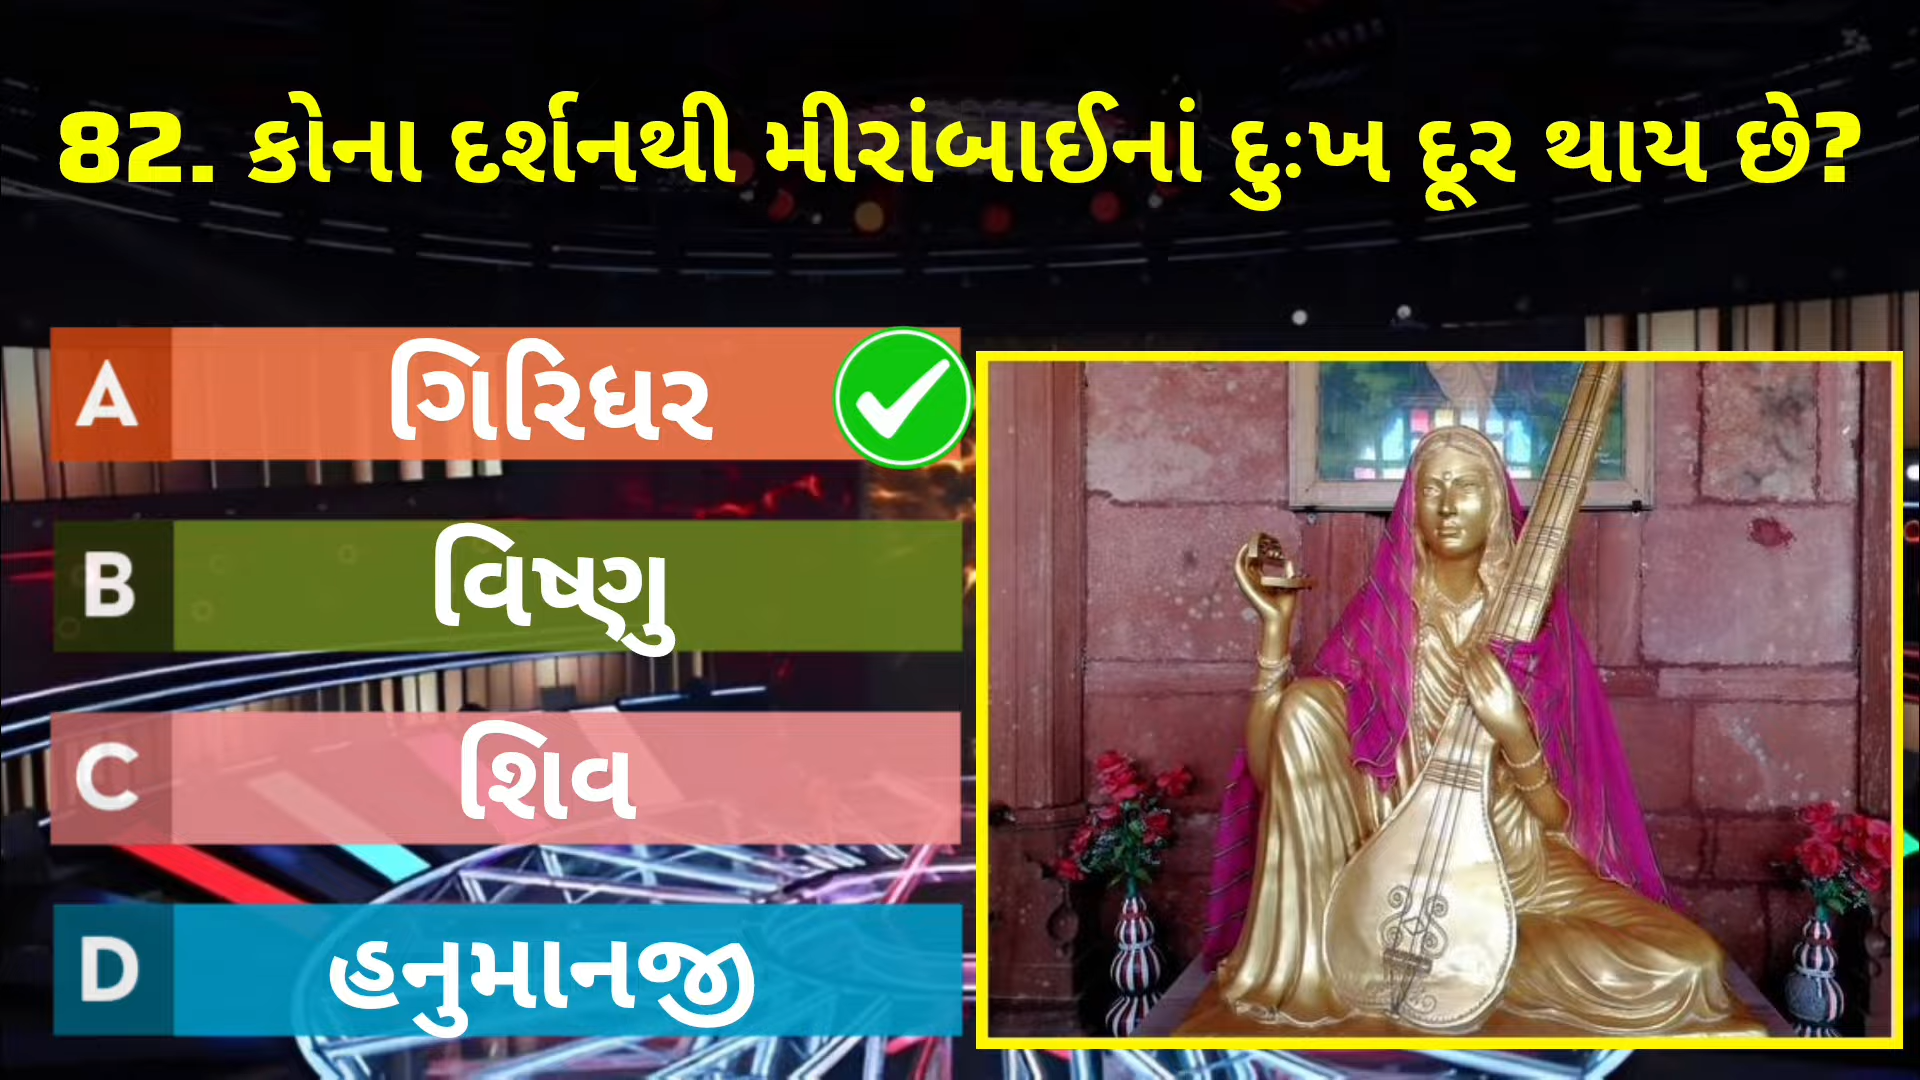 82. કોના દર્શનથી મીરાંબાઈનાં દુઃખ દૂર થાય છે?
A ગિરિધર
B વિષ્ણુ
C શિવ
D હનુમાનજી